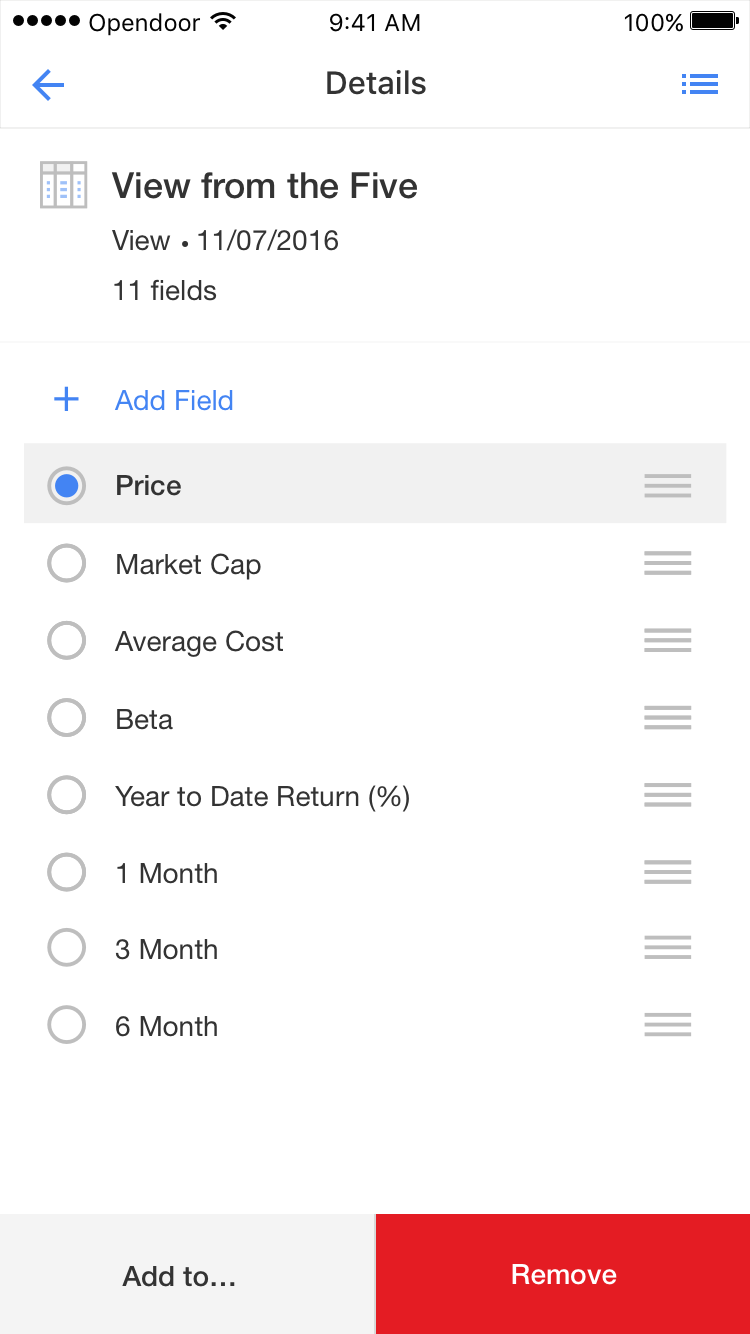 Opendoor 9:41 AM 100%
Details
View from the Five
View • 11/07/2016
11 fields
+ Add Field
Price
Market Cap
Average Cost
Beta
Year to Date Return (%)
1 Month
3 Month
6 Month
Add to... Remove